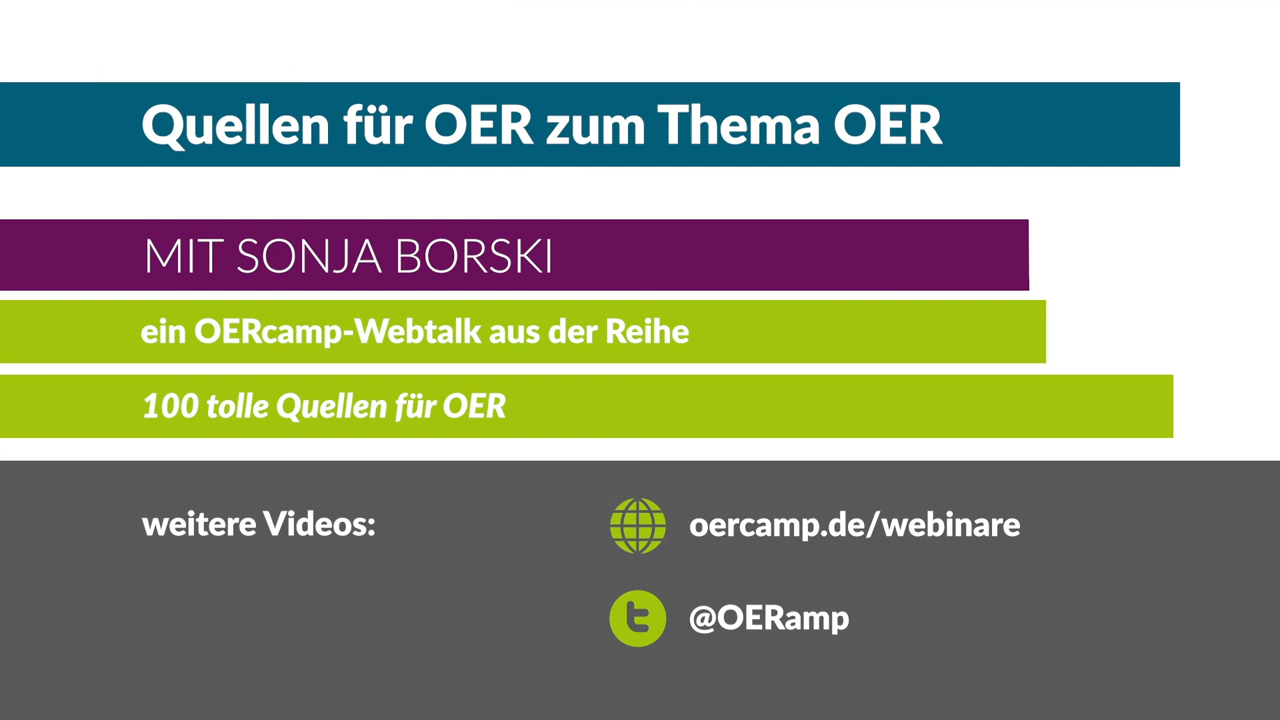 Quellen für OER zum Thema OER
MIT SONJA BORSKI
ein OERcamp-Webtalk aus der Reihe
100 tolle Quellen für OER
weitere Videos:
oercamp.de/webinare
@OERamp